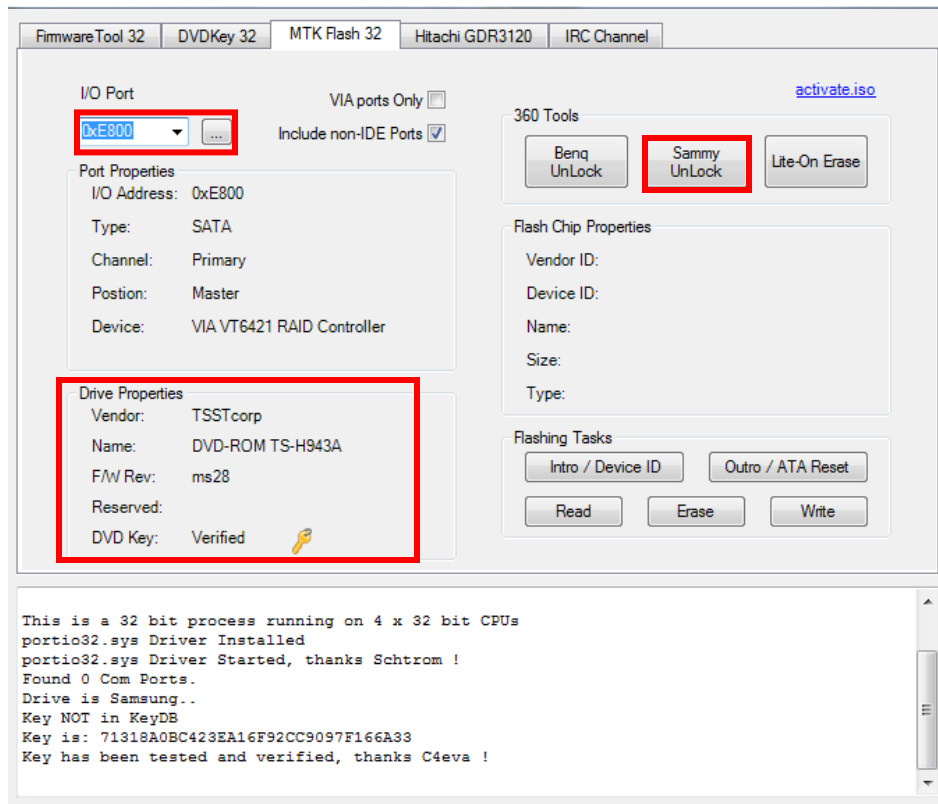 FirmwareTool 32 DVDKey 32 MTK Flash 32 Hitachi GDR3120 IRC Channel
I/O Port
VIA ports Only
activate.iso
0xE800 ... Include non-IDE Ports
360 Tools
Benq UnLock
Sammy UnLock
Lite-On Erase
Port Properties
I/O Address: 0xE800
Type: SATA
Channel: Primary
Postion: Master
Device: VIA VT6421 RAID Controller
Flash Chip Properties
Vendor ID:
Device ID:
Name:
Size:
Type:
Drive Properties
Vendor: TSSTcorp
Name: DVD-ROM TS-H943A
F/W Rev: ms28
Reserved:
DVD Key: Verified
Flashing Tasks
Intro / Device ID Outro / ATA Reset
Read Erase Write
This is a 32 bit process running on 4 x 32 bit CPUs
portio32.sys Driver Installed
portio32.sys Driver Started, thanks Schtrom !
Found 0 Com Ports.
Drive is Samsung..
Key NOT in KeyDB
Key is: 71318A0BC423EA16F92CC9097F166A33
Key has been tested and verified, thanks C4eva !